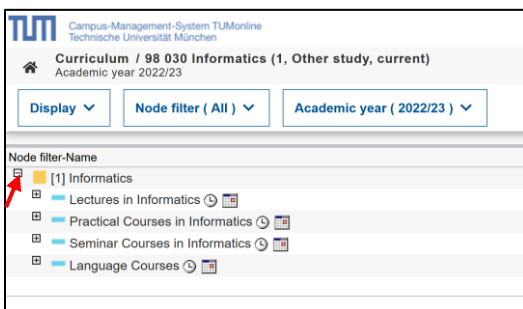 TUM
Campus-Management-System TUMonline
Technische Universität München
Curriculum / 98 030 Informatics (1, Other study, current)
Academic year 2022/23
Display
Node filter ( All )
Academic year ( 2022/23 )
Node filter-Name
[1] Informatics
Lectures in Informatics
Practical Courses in Informatics
Seminar Courses in Informatics
Language Courses